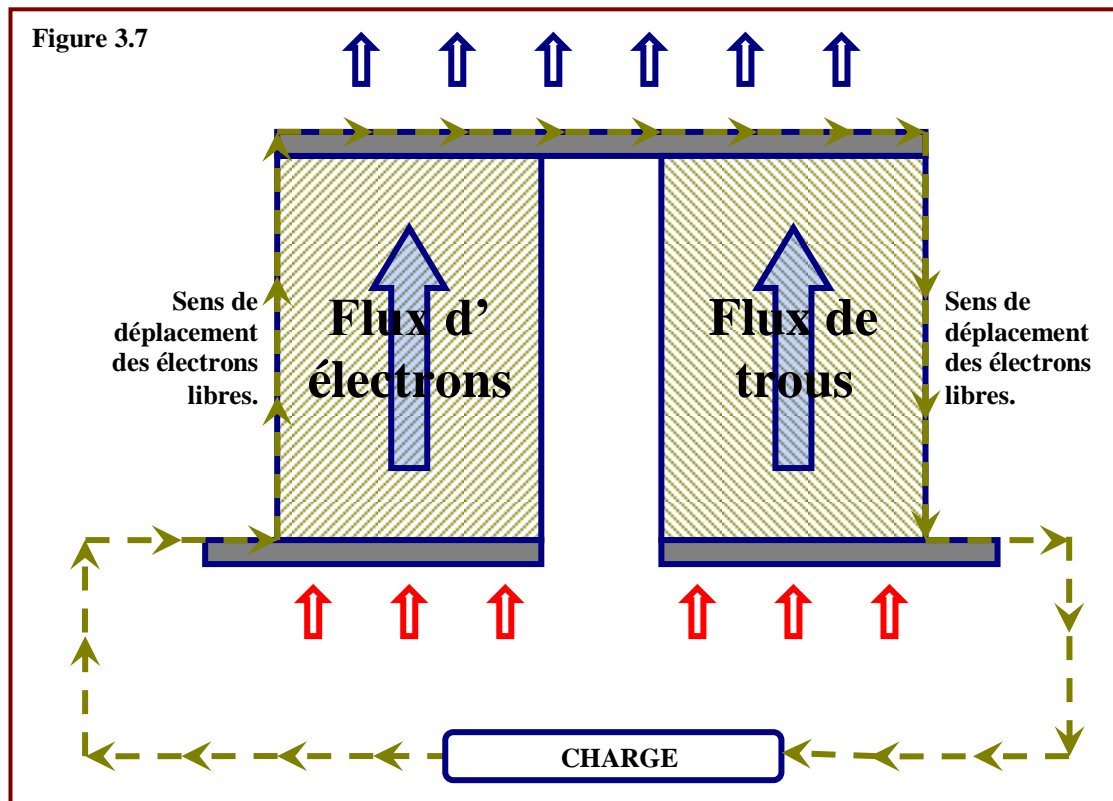 Figure 3.7
Sens de
déplacement
des électrons
libres.
Flux d’
électrons
Flux de
trous
Sens de
déplacement
des électrons
libres.
CHARGE